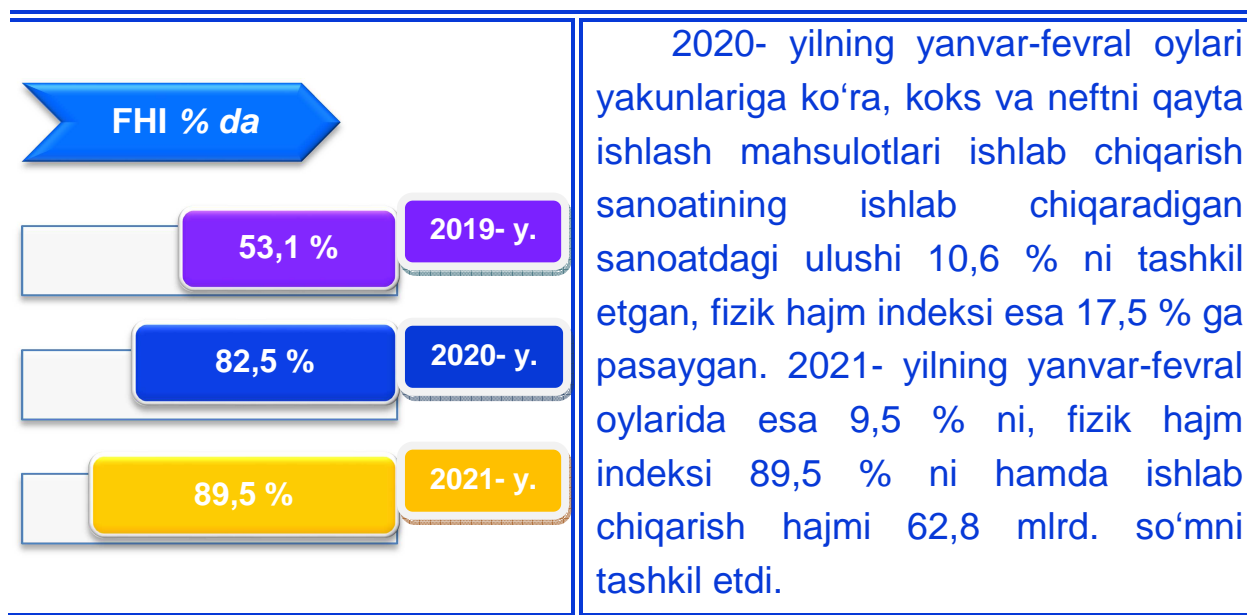 FHI % da
53,1 %
2019- y.
82,5 %
2020- y.
89,5 %
2021- y.
2020- yilning yanvar-fevral oylari
yakunlariga ko‘ra, koks va neftni qayta
ishlash mahsulotlari ishlab chiqarish
sanoatining ishlab chiqaradigan
sanoatdagi ulushi 10,6 % ni tashkil
etgan, fizik hajm indeksi esa 17,5 % ga
pasaygan. 2021- yilning yanvar-fevral
oylarida esa 9,5 % ni, fizik hajm
indeksi 89,5 % ni hamda ishlab
chiqarish hajmi 62,8 mlrd. so‘mni
tashkil etdi.